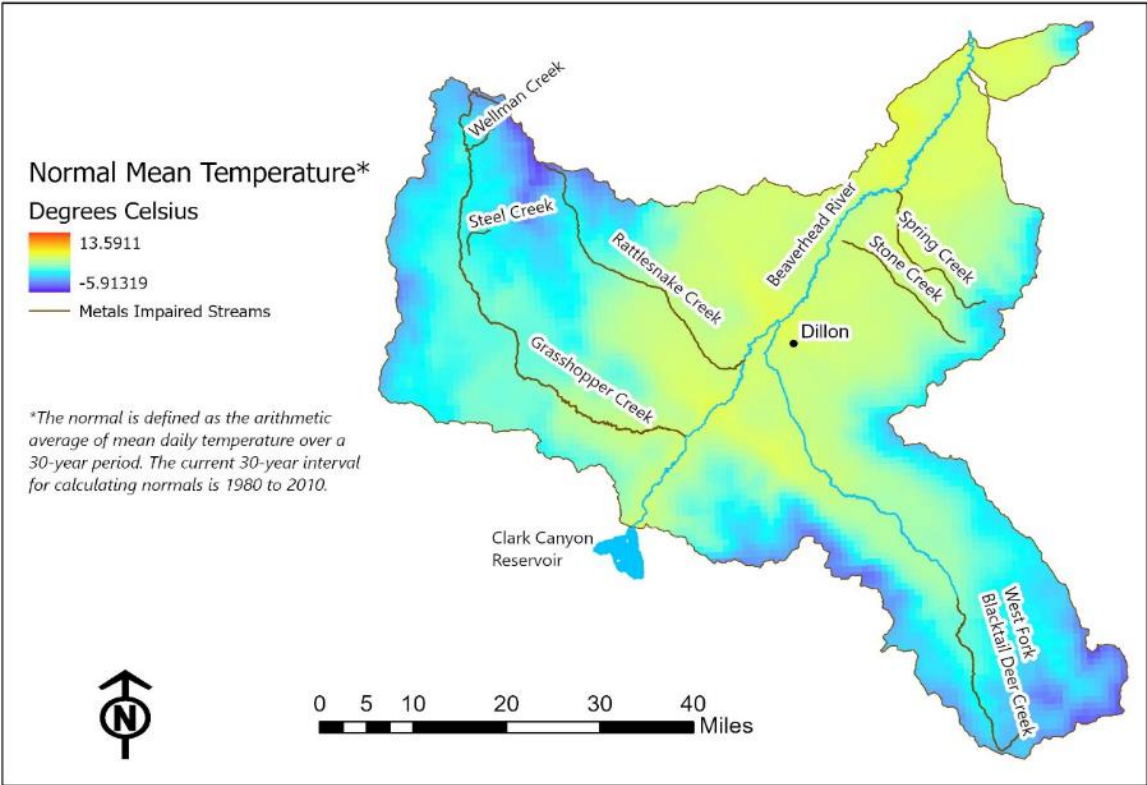 Normal Mean Temperature*
Degrees Celsius
13.5911
-5.91319
Metals Impaired Streams
*The normal is defined as the arithmetic
average of mean daily temperature over a
30-year period. The current 30-year interval
for calculating normals is 1980 to 2010.
Wellman Creek
Steel Creek
Rattlesnake Creek
Grasshopper Creek
Beaverhead River
Spring Creek
Stone Creek
Dillon
Clark Canyon
Reservoir
West Fork
Blacktail Deer Creek
N
0 5 10 20 30 40
Miles